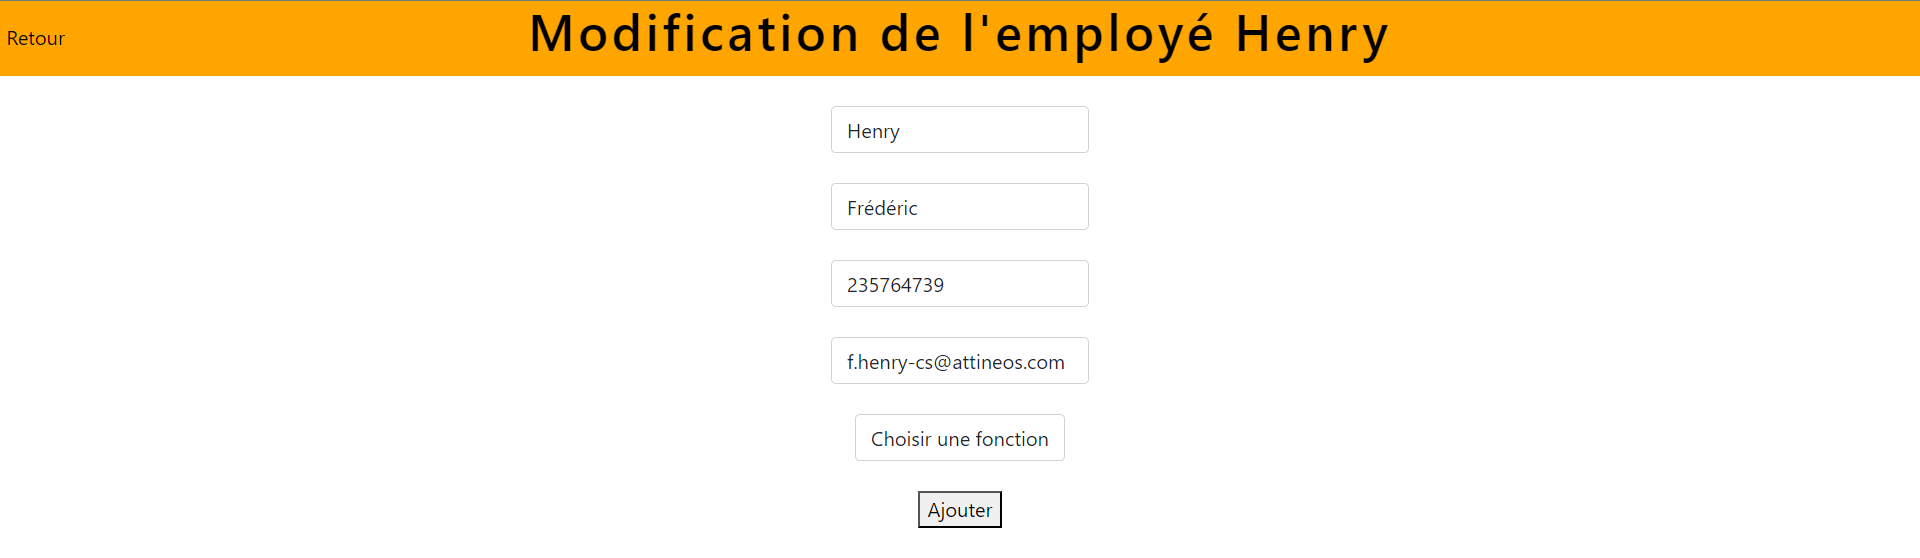 Retour
Modification de l'employé Henry
Henry
Frédéric
235764739
f.henry-cs@attineos.com
Choisir une fonction
Ajouter